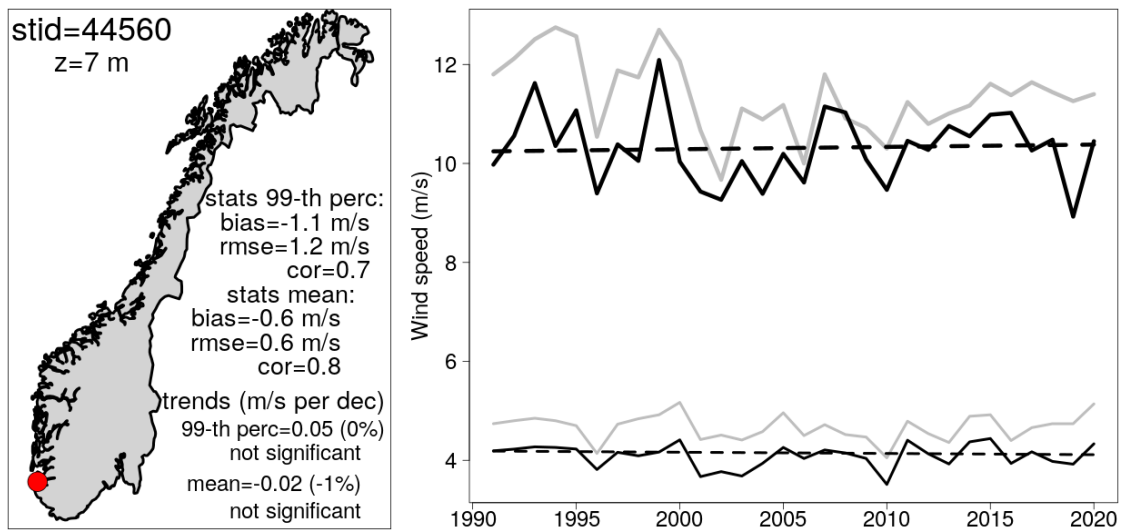 stid=44560
z=7 m
stats 99-th perc:
bias=-1.1 m/s
rmse=1.2 m/s
cor=0.7
stats mean:
bias=-0.6 m/s
rmse=0.6 m/s
cor=0.8
trends (m/s per dec)
99-th perc=0.05 (0%)
not significant
mean=-0.02 (-1%)
not significant
Wind speed (m/s)
12
10
8
6
4
1990 1995 2000 2005 2010 2015 2020